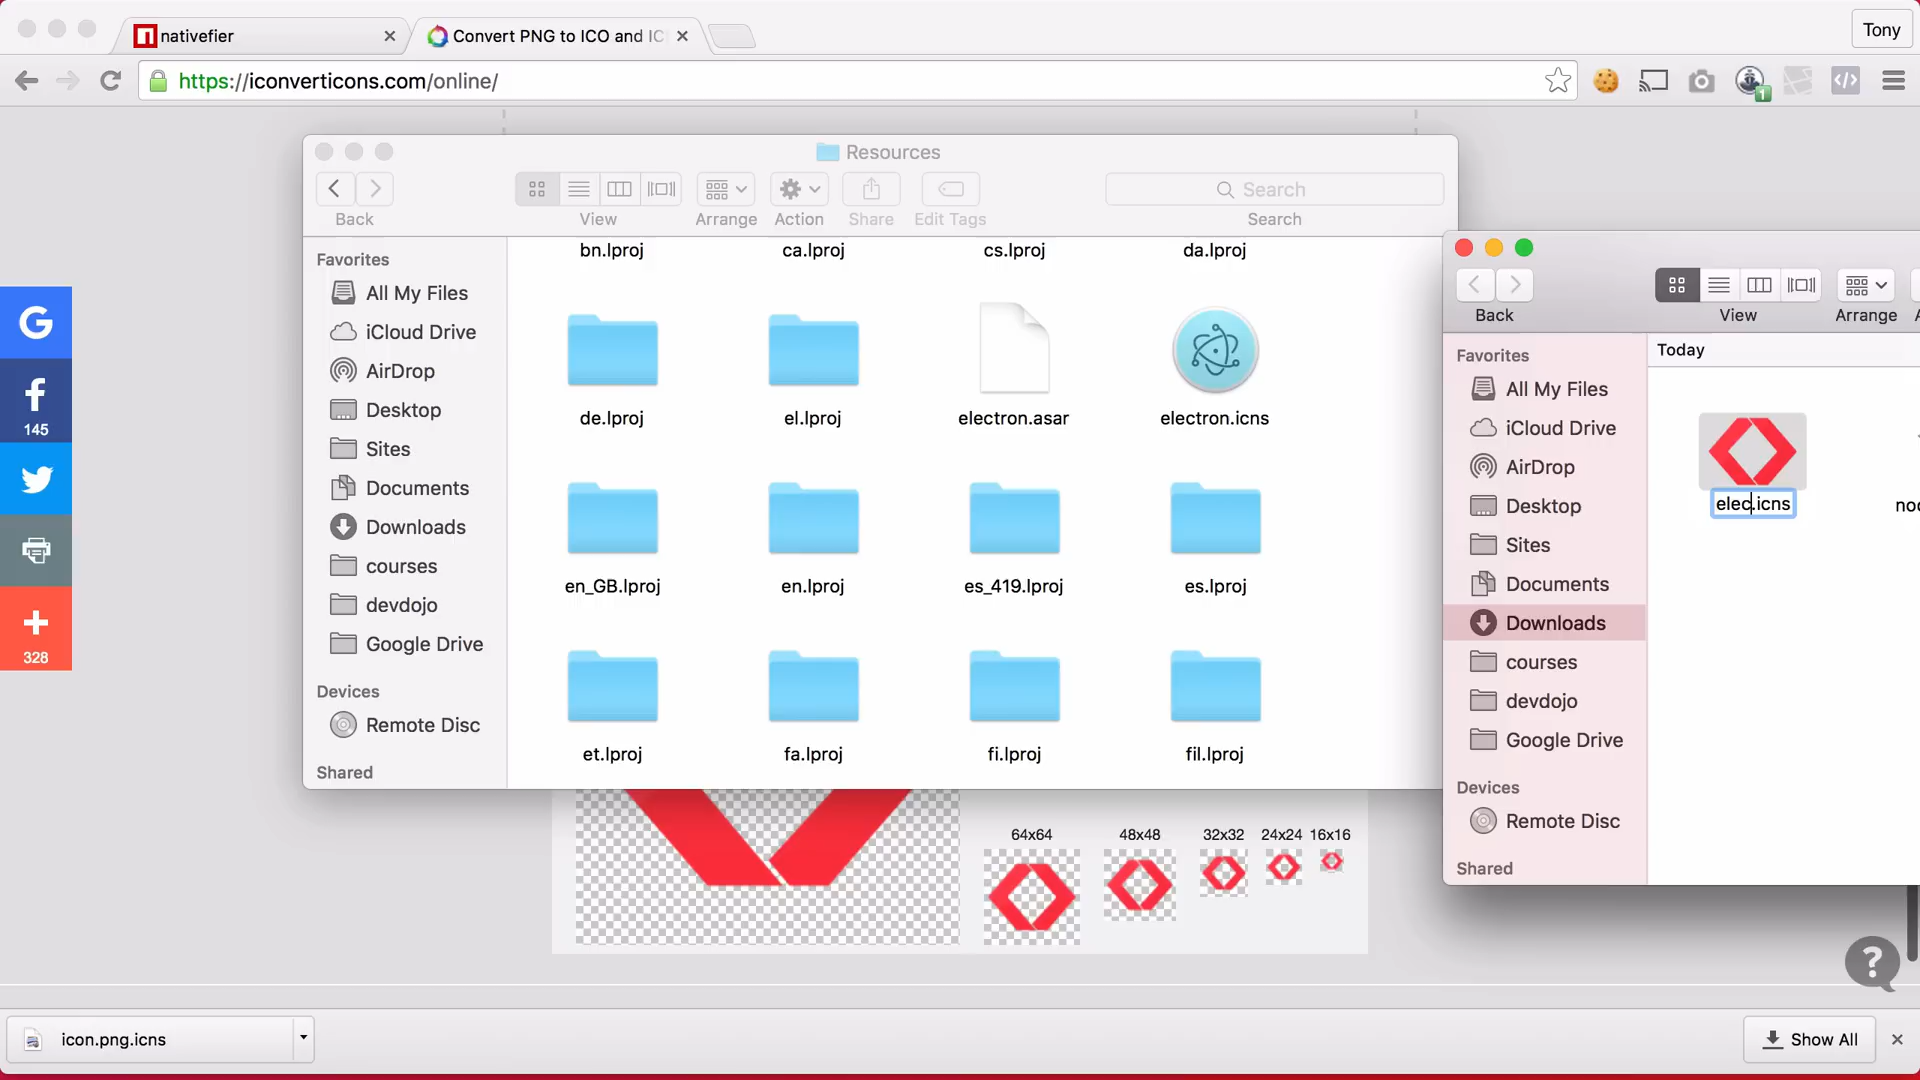 nativefier
Convert PNG to ICO and IC
Tony
https://iconverticons.com/online/
Resources
Search
Back
View
Arrange
Action
Share
Edit Tags
Search
Favorites
All My Files
iCloud Drive
AirDrop
Desktop
Sites
Documents
Downloads
courses
devdojo
Google Drive
Devices
Remote Disc
Shared
bn.lproj
ca.lproj
cs.lproj
da.lproj
de.lproj
el.lproj
electron.asar
electron.icns
en_GB.lproj
en.lproj
es_419.lproj
es.lproj
et.lproj
fa.lproj
fi.lproj
fil.lproj
Back
View
Arrange
Favorites
All My Files
iCloud Drive
AirDrop
Desktop
Sites
Documents
Downloads
courses
devdojo
Google Drive
Devices
Remote Disc
Shared
Today
elec.icns
145
328
64x64
48x48
32x32
24x24
16x16
icon.png.icns
Show All